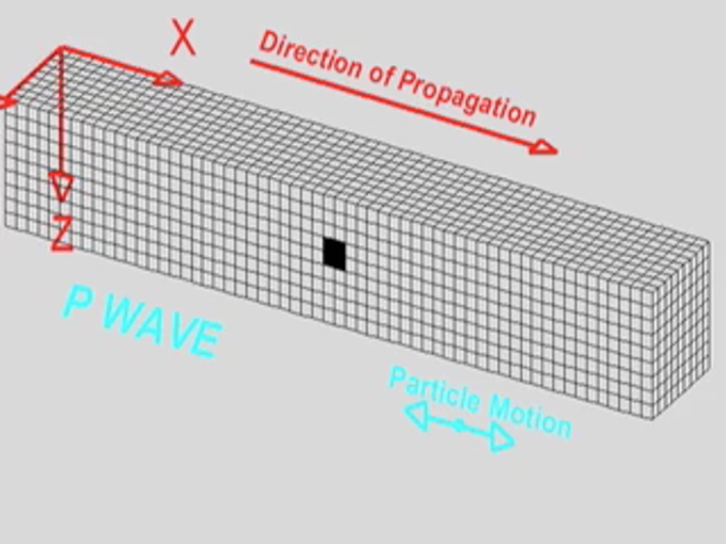 X
Direction of Propagation
Z
P WAVE
Particle Motion